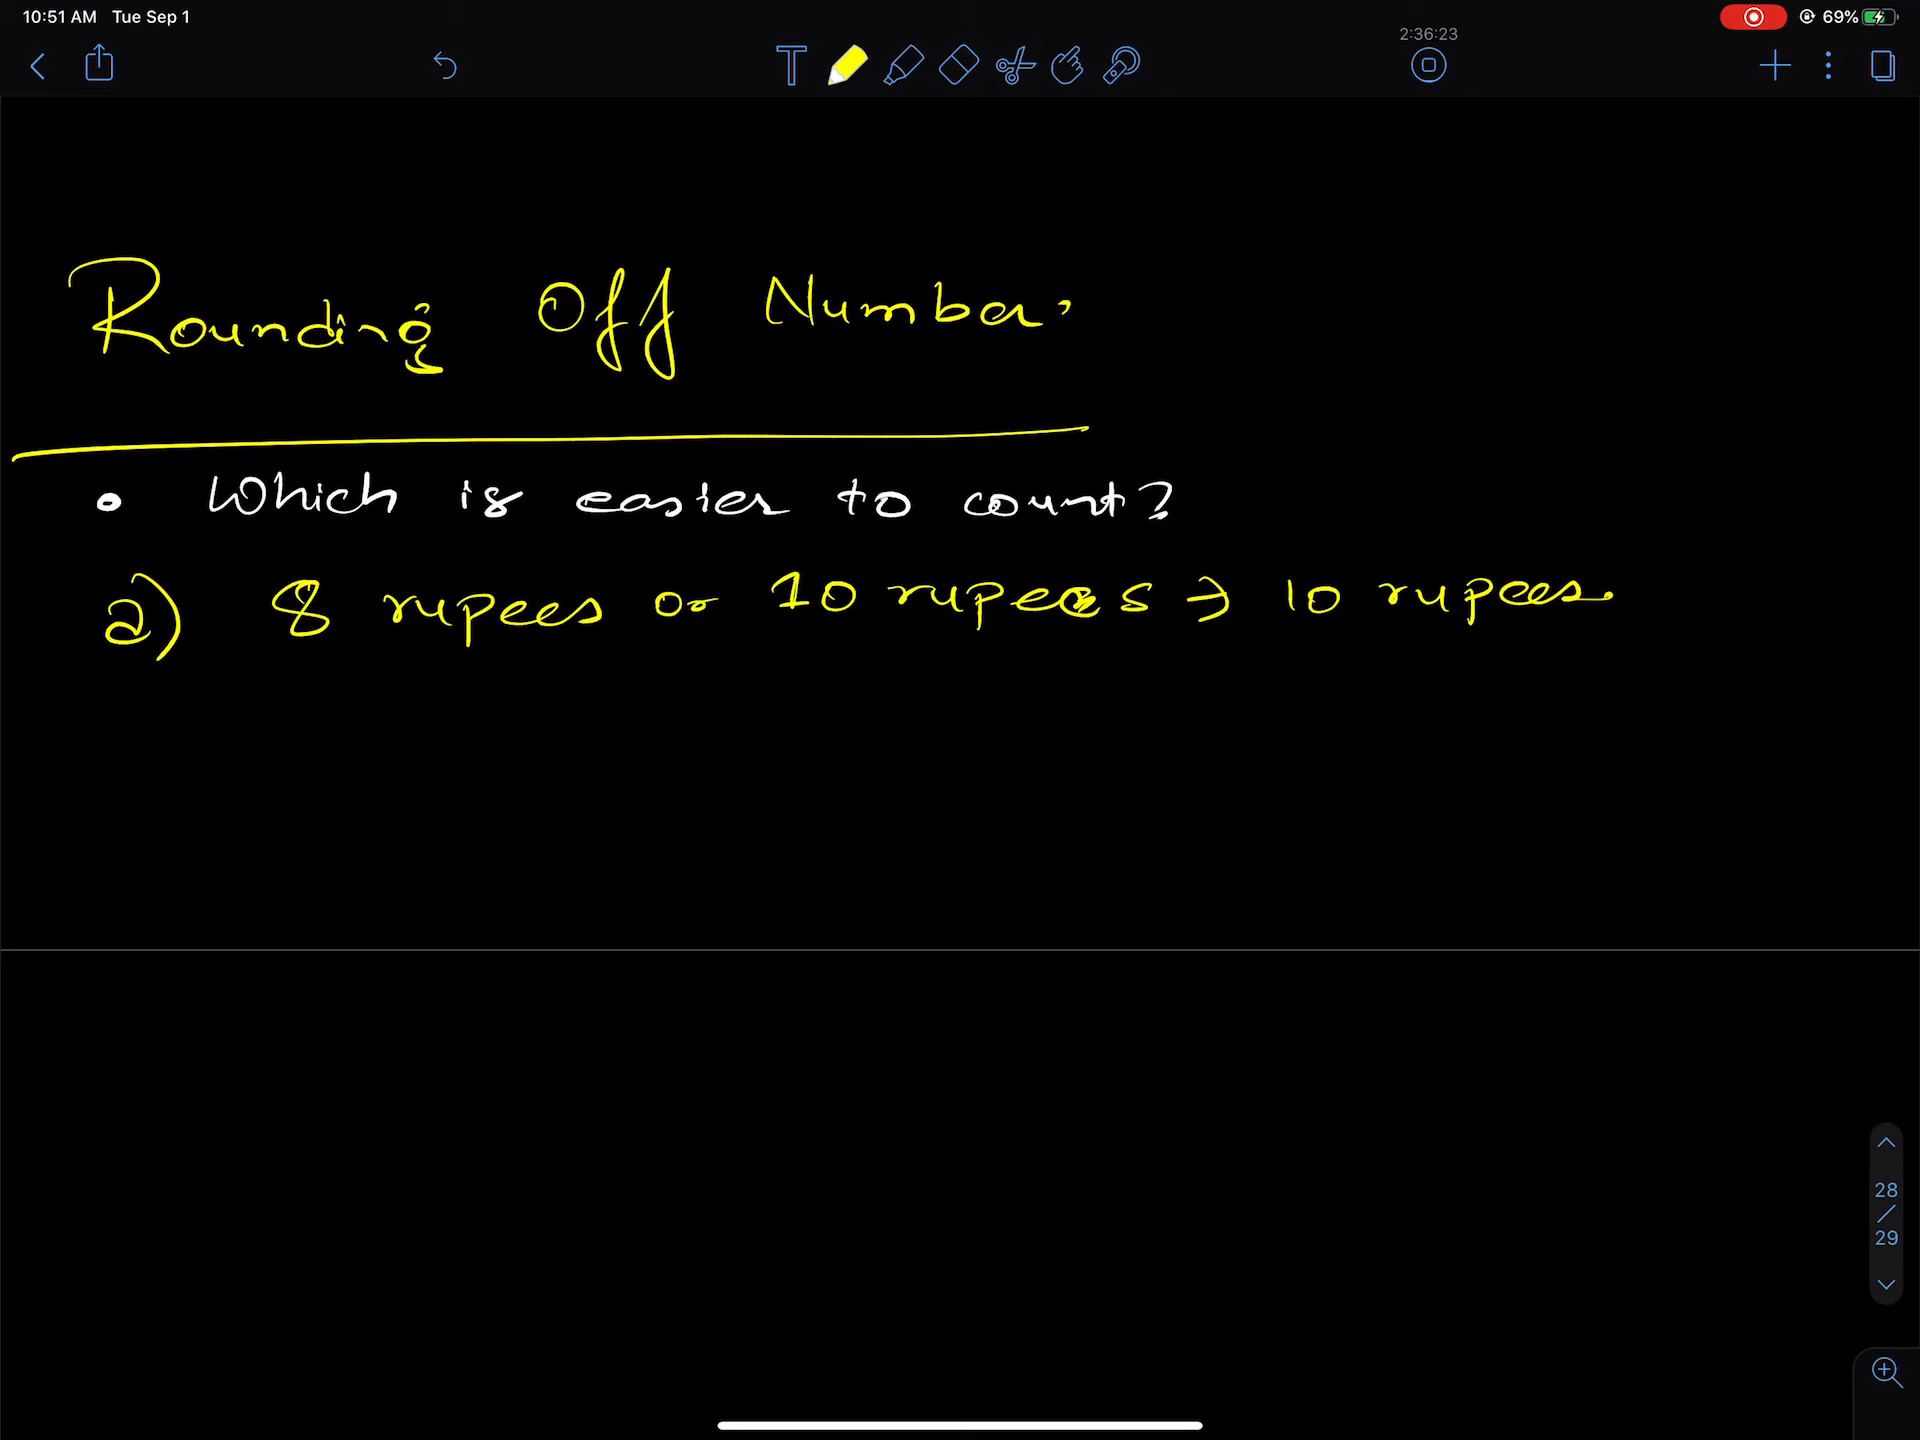 10:51 AM Tue Sep 1
69%
2:36:23
Rounding Off Number.
• Which is easier to count?
a) 8 rupees or 10 rupees → 10 rupees.
28
/
29